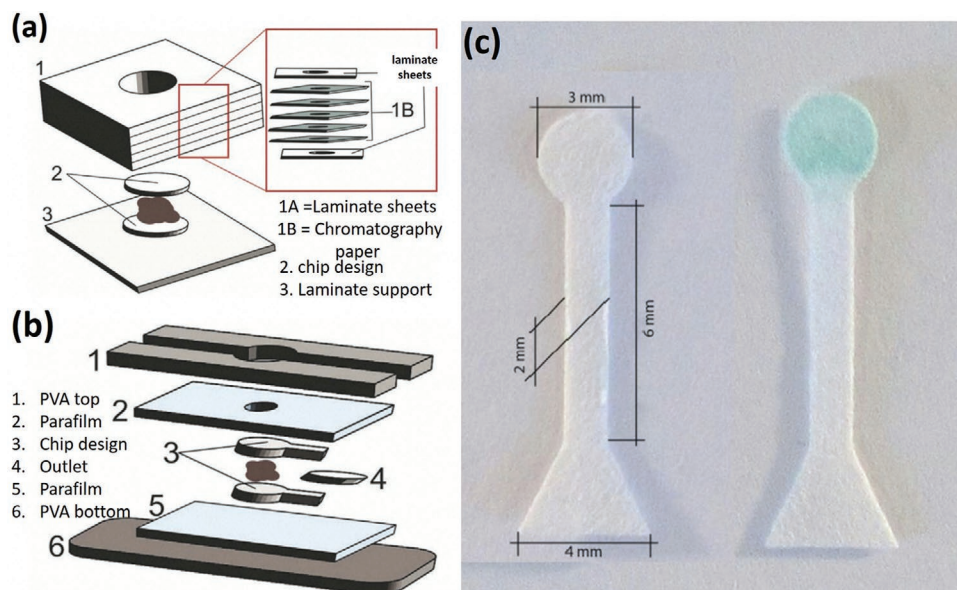 (a)
1
laminate
sheets
1B
2
3
1A =Laminate sheets
1B = Chromatography
paper
2. chip design
3. Laminate support
(b)
1
2
3
4
5
6
1. PVA top
2. Parafilm
3. Chip design
4. Outlet
5. Parafilm
6. PVA bottom
(c)
3 mm
6 mm
2 mm
4 mm